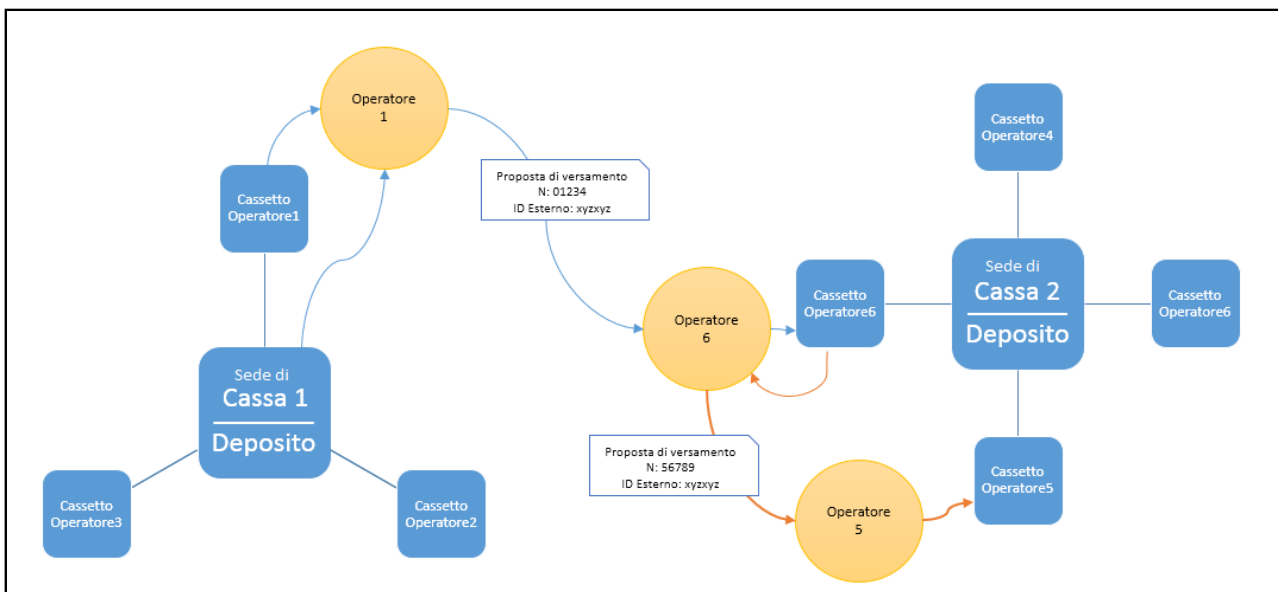 Operatore
1
Cassetto
Operatore1
Proposta di versamento
N: 01234
ID Esterno: xyzxyz
Sede di
Cassa 1
Deposito
Cassetto
Operatore3
Cassetto
Operatore2
Cassetto
Operatore4
Operatore
6
Cassetto
Operatore6
Sede di
Cassa 2
Deposito
Cassetto
Operatore6
Proposta di versamento
N: 56789
ID Esterno: xyzxyz
Operatore
5
Cassetto
Operatore5